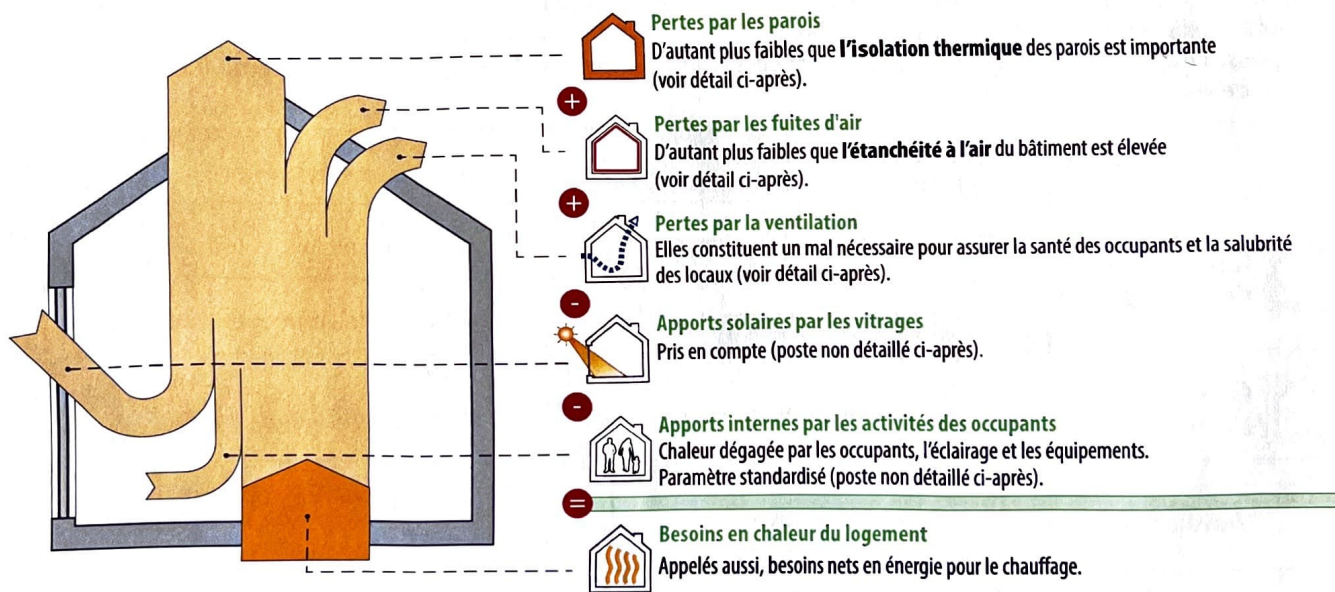 Pertes par les parois
D'autant plus faibles que l'isolation thermique des parois est importante
(voir détail ci-après).
+
Pertes par les fuites d'air
D'autant plus faibles que l'étanchéité à l'air du bâtiment est élevée
(voir détail ci-après).
+
Pertes par la ventilation
Elles constituent un mal nécessaire pour assurer la santé des occupants et la salubrité
des locaux (voir détail ci-après).
-
Apports solaires par les vitrages
Pris en compte (poste non détaillé ci-après).
-
Apports internes par les activités des occupants
Chaleur dégagée par les occupants, l'éclairage et les équipements.
Paramètre standardisé (poste non détaillé ci-après).
=
Besoins en chaleur du logement
Appelés aussi, besoins nets en énergie pour le chauffage.